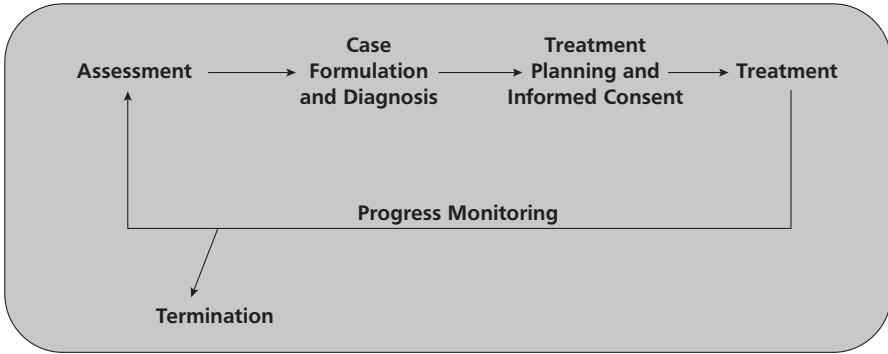 Assessment
Case
Formulation
and Diagnosis
Treatment
Planning and
Informed Consent
Treatment
Progress Monitoring
Termination